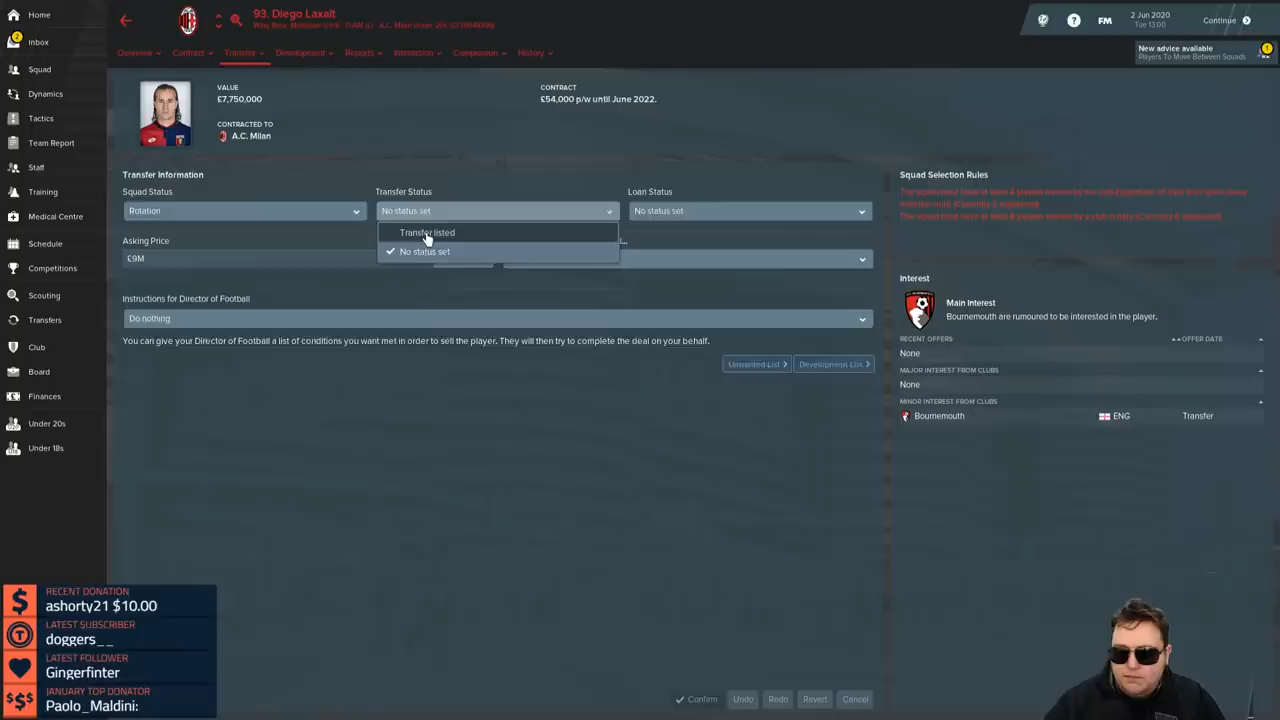 Home
Inbox
2
Squad
Dynamics
Tactics
Team Report
Staff
Training
Medical Centre
Schedule
Competitions
Scouting
Transfers
Club
Board
Finances
Under 20s
Under 18s
93. Diego Laxalt
2 Jun 2020
Tue 13:00
FM
Continue
New advice available
Players To Move Between Squads
Overview
Contract
Transfer
Development
Reports
Interaction
Comparison
History
VALUE
£7,750,000
CONTRACTED TO
A.C. Milan
CONTRACT
£54,000 p/w until June 2022.
Transfer Information
Squad Status
Transfer Status
Loan Status
Rotation
No status set
No status set
Transfer listed
No status set
Asking Price
£9M
Instructions for Director of Football
Do nothing
You can give your Director of Football a list of conditions you want met in order to sell the player. They will then try to complete the deal on your behalf.
Unwanted List
Development List
Squad Selection Rules
Interest
Main Interest
Bournemouth are rumoured to be interested in the player.
RECENT OFFERS
OFFER DATE
None
MAJOR INTEREST FROM CLUBS
None
MINOR INTEREST FROM CLUBS
Bournemouth ENG Transfer
Confirm
Undo
Redo
Revert
Cancel
RECENT DONATION
ashorty21 $10.00
LATEST SUBSCRIBER
doggers__
LATEST FOLLOWER
Gingerfinter
JANUARY TOP DONATOR
Paolo_Maldini: